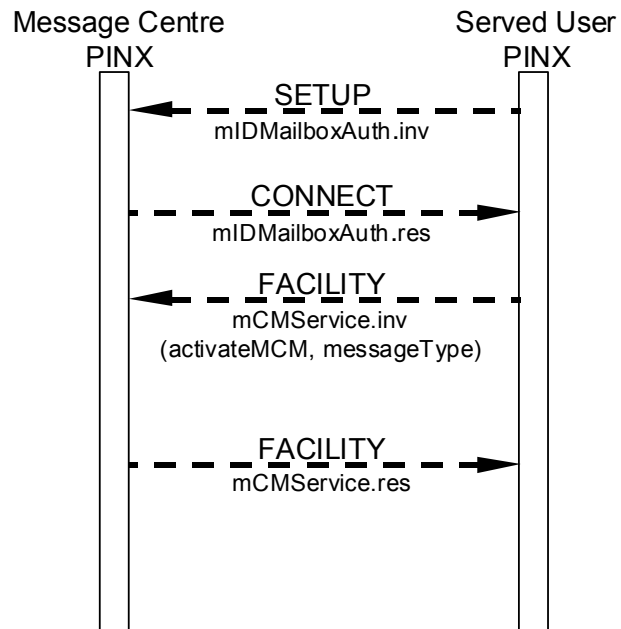 Message Centre
PINX
Served User
PINX
SETUP
mIDMailboxAuth.inv
CONNECT
mIDMailboxAuth.res
FACILITY
mCMService.inv
(activateMCM, messageType)
FACILITY
mCMService.res